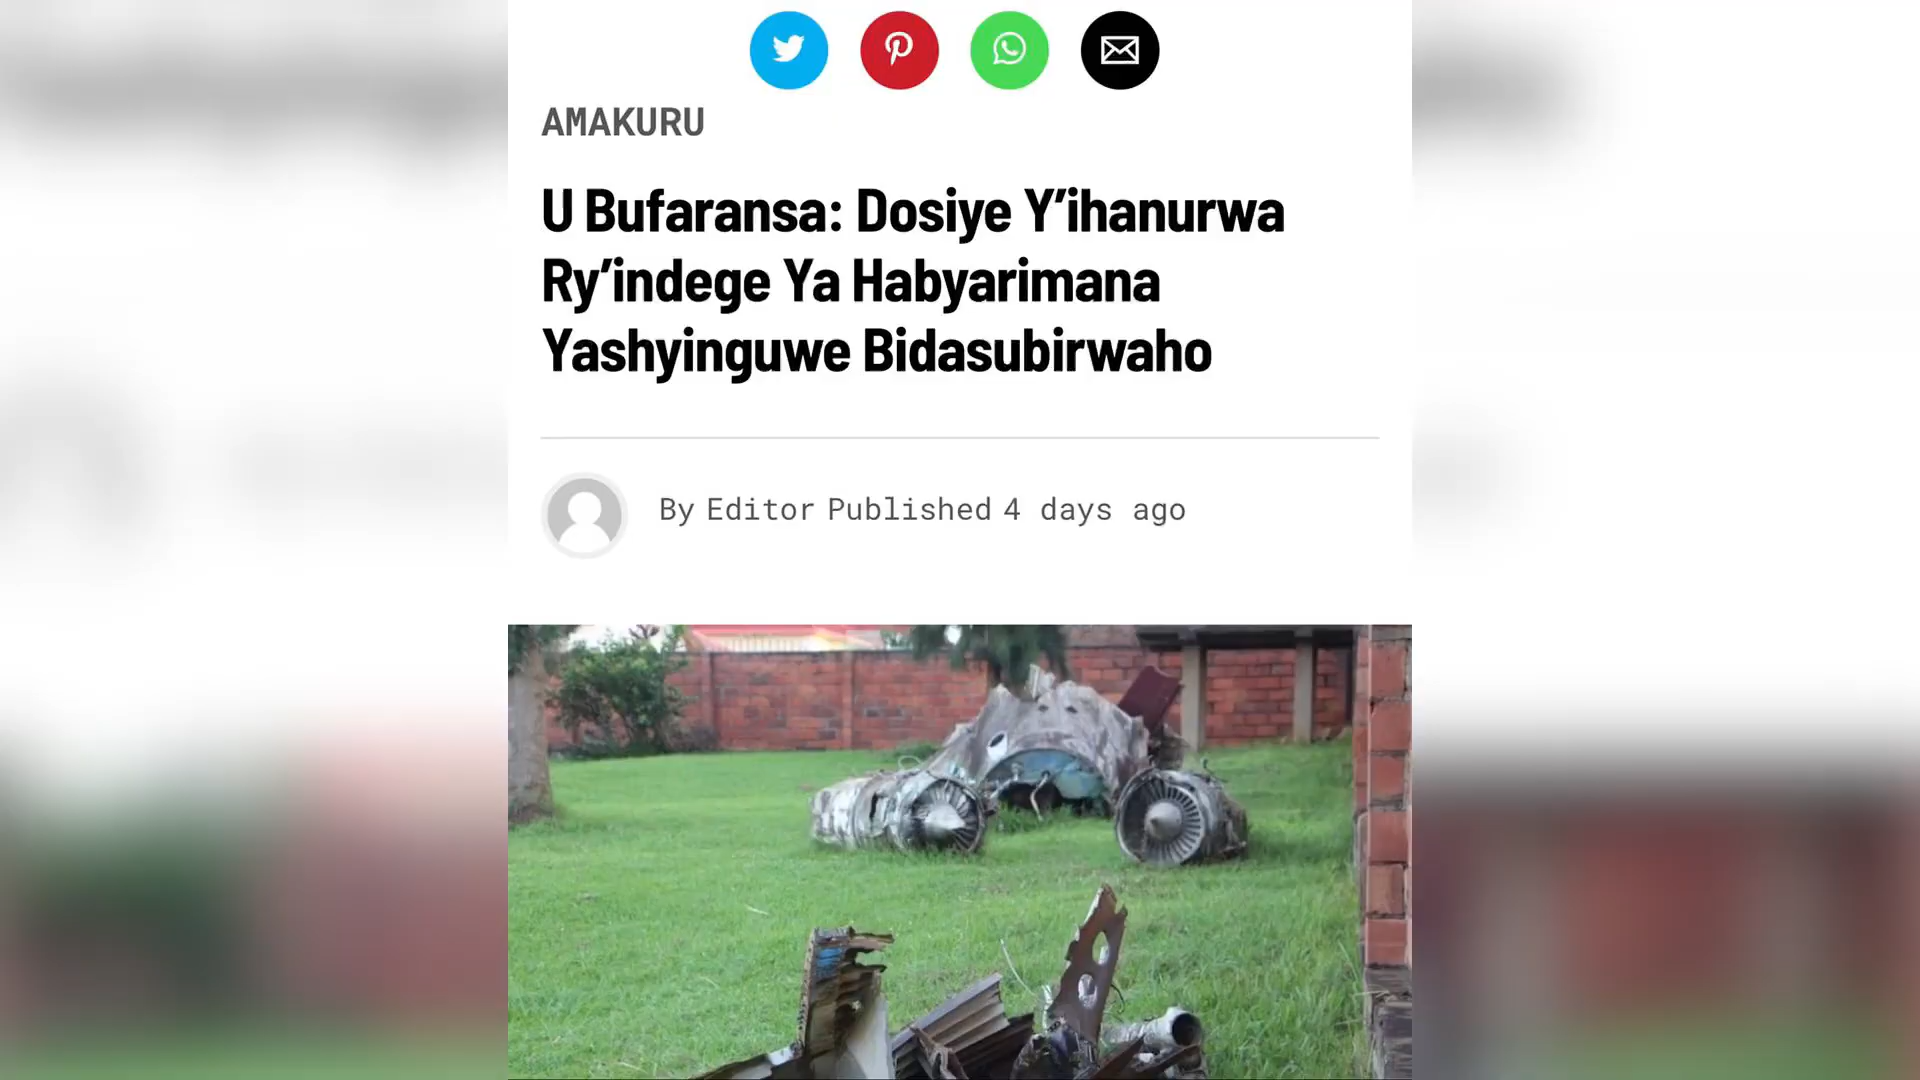 AMAKURU
U Bufaransa: Dosiye Y’ihanurwa
Ry’indege Ya Habyarimana
Yashyinguwe Bidasubirwaho
By Editor Published 4 days ago